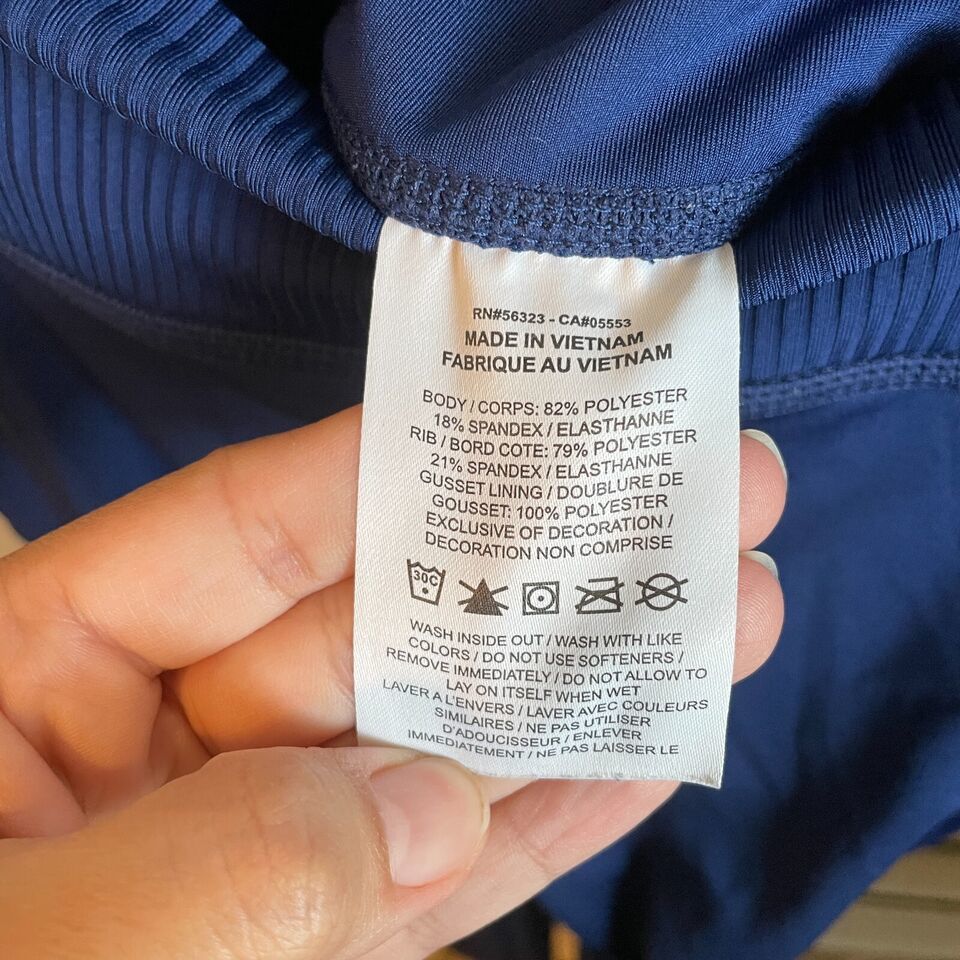 RN#56323 - CA#05553
MADE IN VIETNAM
FABRIQUE AU VIETNAM
BODY / CORPS: 82% POLYESTER
18% SPANDEX / ELASTHANNE
RIB / BORD COTE: 79% POLYESTER
21% SPANDEX / ELASTHANNE
GUSSET LINING / DOUBLURE DE
GOUSSET: 100% POLYESTER
EXCLUSIVE OF DECORATION /
DECORATION NON COMPRISE
30C
WASH INSIDE OUT / WASH WITH LIKE
COLORS / DO NOT USE SOFTENERS /
REMOVE IMMEDIATELY / DO NOT ALLOW TO
LAY ON ITSELF WHEN WET
LAVER A L'ENVERS / LAVER AVEC COULEURS
SIMILAIRES / NE PAS UTILISER
D'ADOUCISSEUR / ENLEVER
IMMEDIATEMENT / NE PAS LAISSER LE